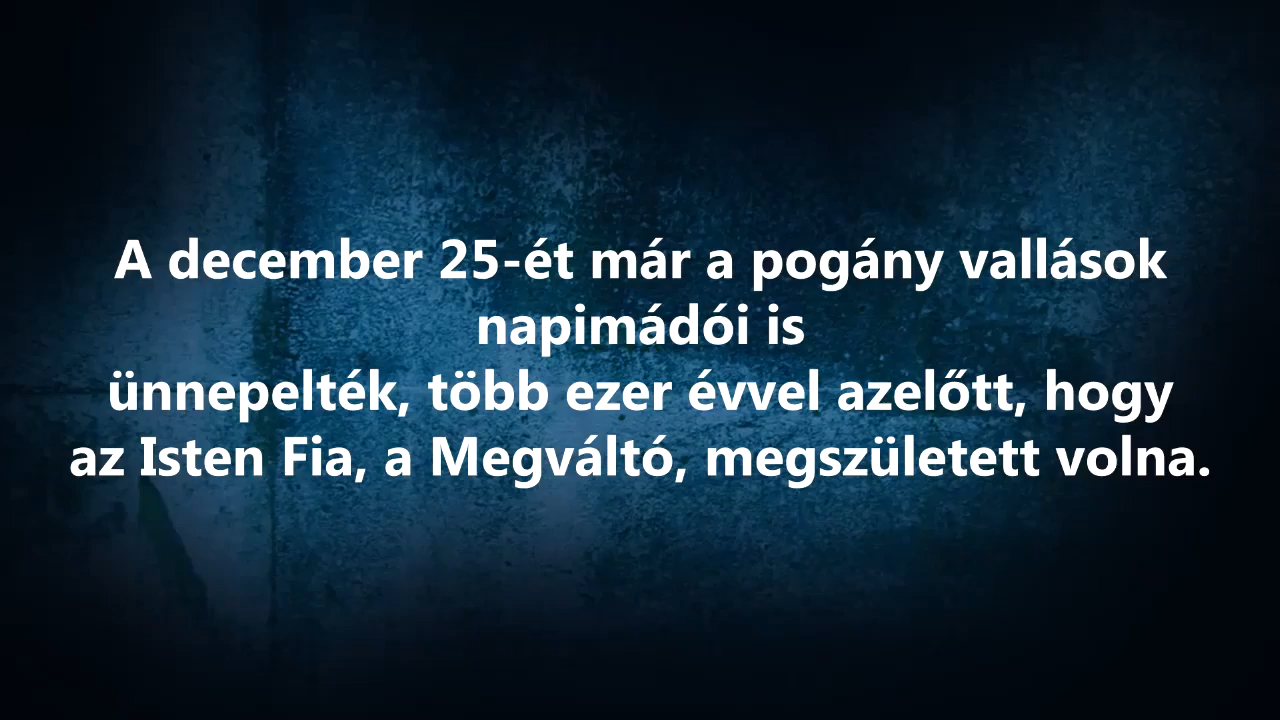 A december 25-ét már a pogány vallások
napimádói is
ünnepelték, több ezer évvel azelőtt, hogy
az Isten Fia, a Megváltó, megszületett volna.